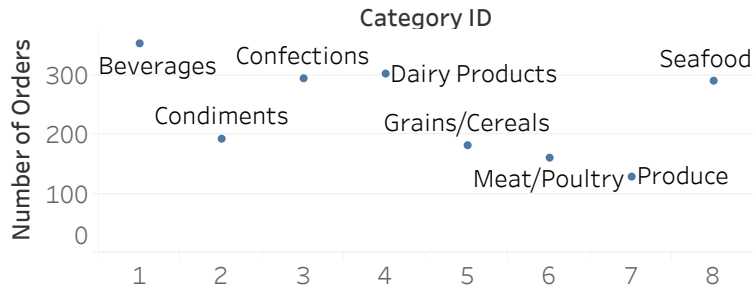 Category ID
Number of Orders
300
200
100
0
Beverages
Confections
Dairy Products
Seafood
Condiments
Grains/Cereals
Meat/Poultry
Produce
1 2 3 4 5 6 7 8